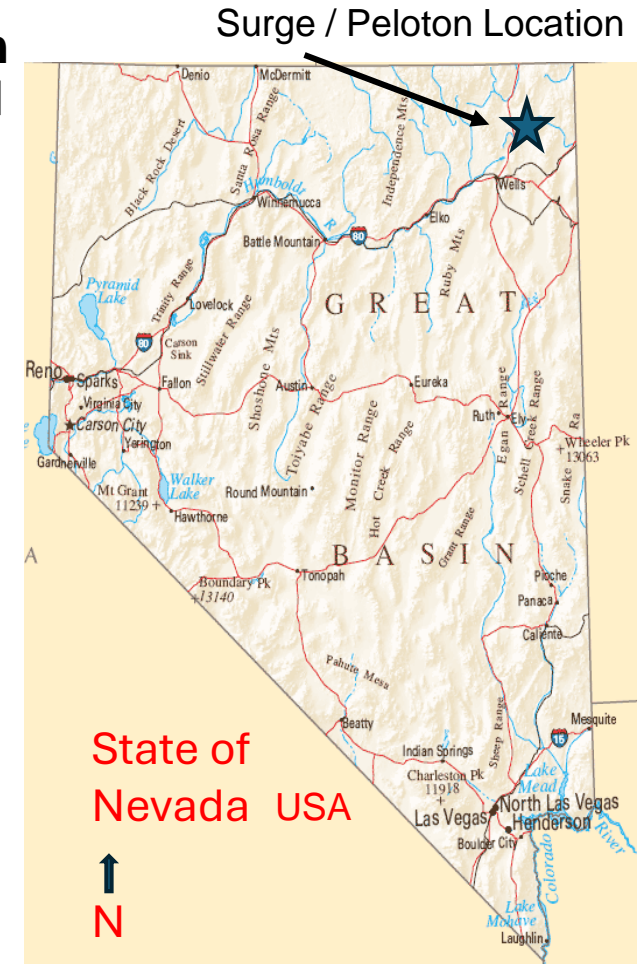 Surge / Peloton Location
Denio
McDermitt
Black Rock Desert
Santa Rosa Range
Independence Mts
Humboldt
R
Winnemucca
Wells
Elko
Battle Mountain
80
Ruby Mts
Pyramid
Lake
Trinity Range
Lovelock
GREAT
80
Carson
Sink
Stillwater Range
Shoshone Mts
Reno
Sparks
Fallon
Austin
Toiyabe Range
Eureka
Virginia City
Carson City
Yerington
Ruth
Ely
Egan Range
Schell Creek Range
Snake Ra
Wheeler Pk
13063
Gardnerville
Monitor Range
Hot Creek Range
Mt Grant
11239
Walker
Lake
Round Mountain
Hawthorne
Grant Range
BASIN
A
Boundary Pk
13140
Tonopah
Pioche
Panaca
Caliente
Pahute Mesa
Beatty
Sheep Range
Mesquite
15
Indian Springs
Charleston Pk
11918
Lake
Mead
Las Vegas
North Las Vegas
Henderson
Boulder City
Colorado
River
Lake
Mohave
Laughlin
State of
Nevada USA
N